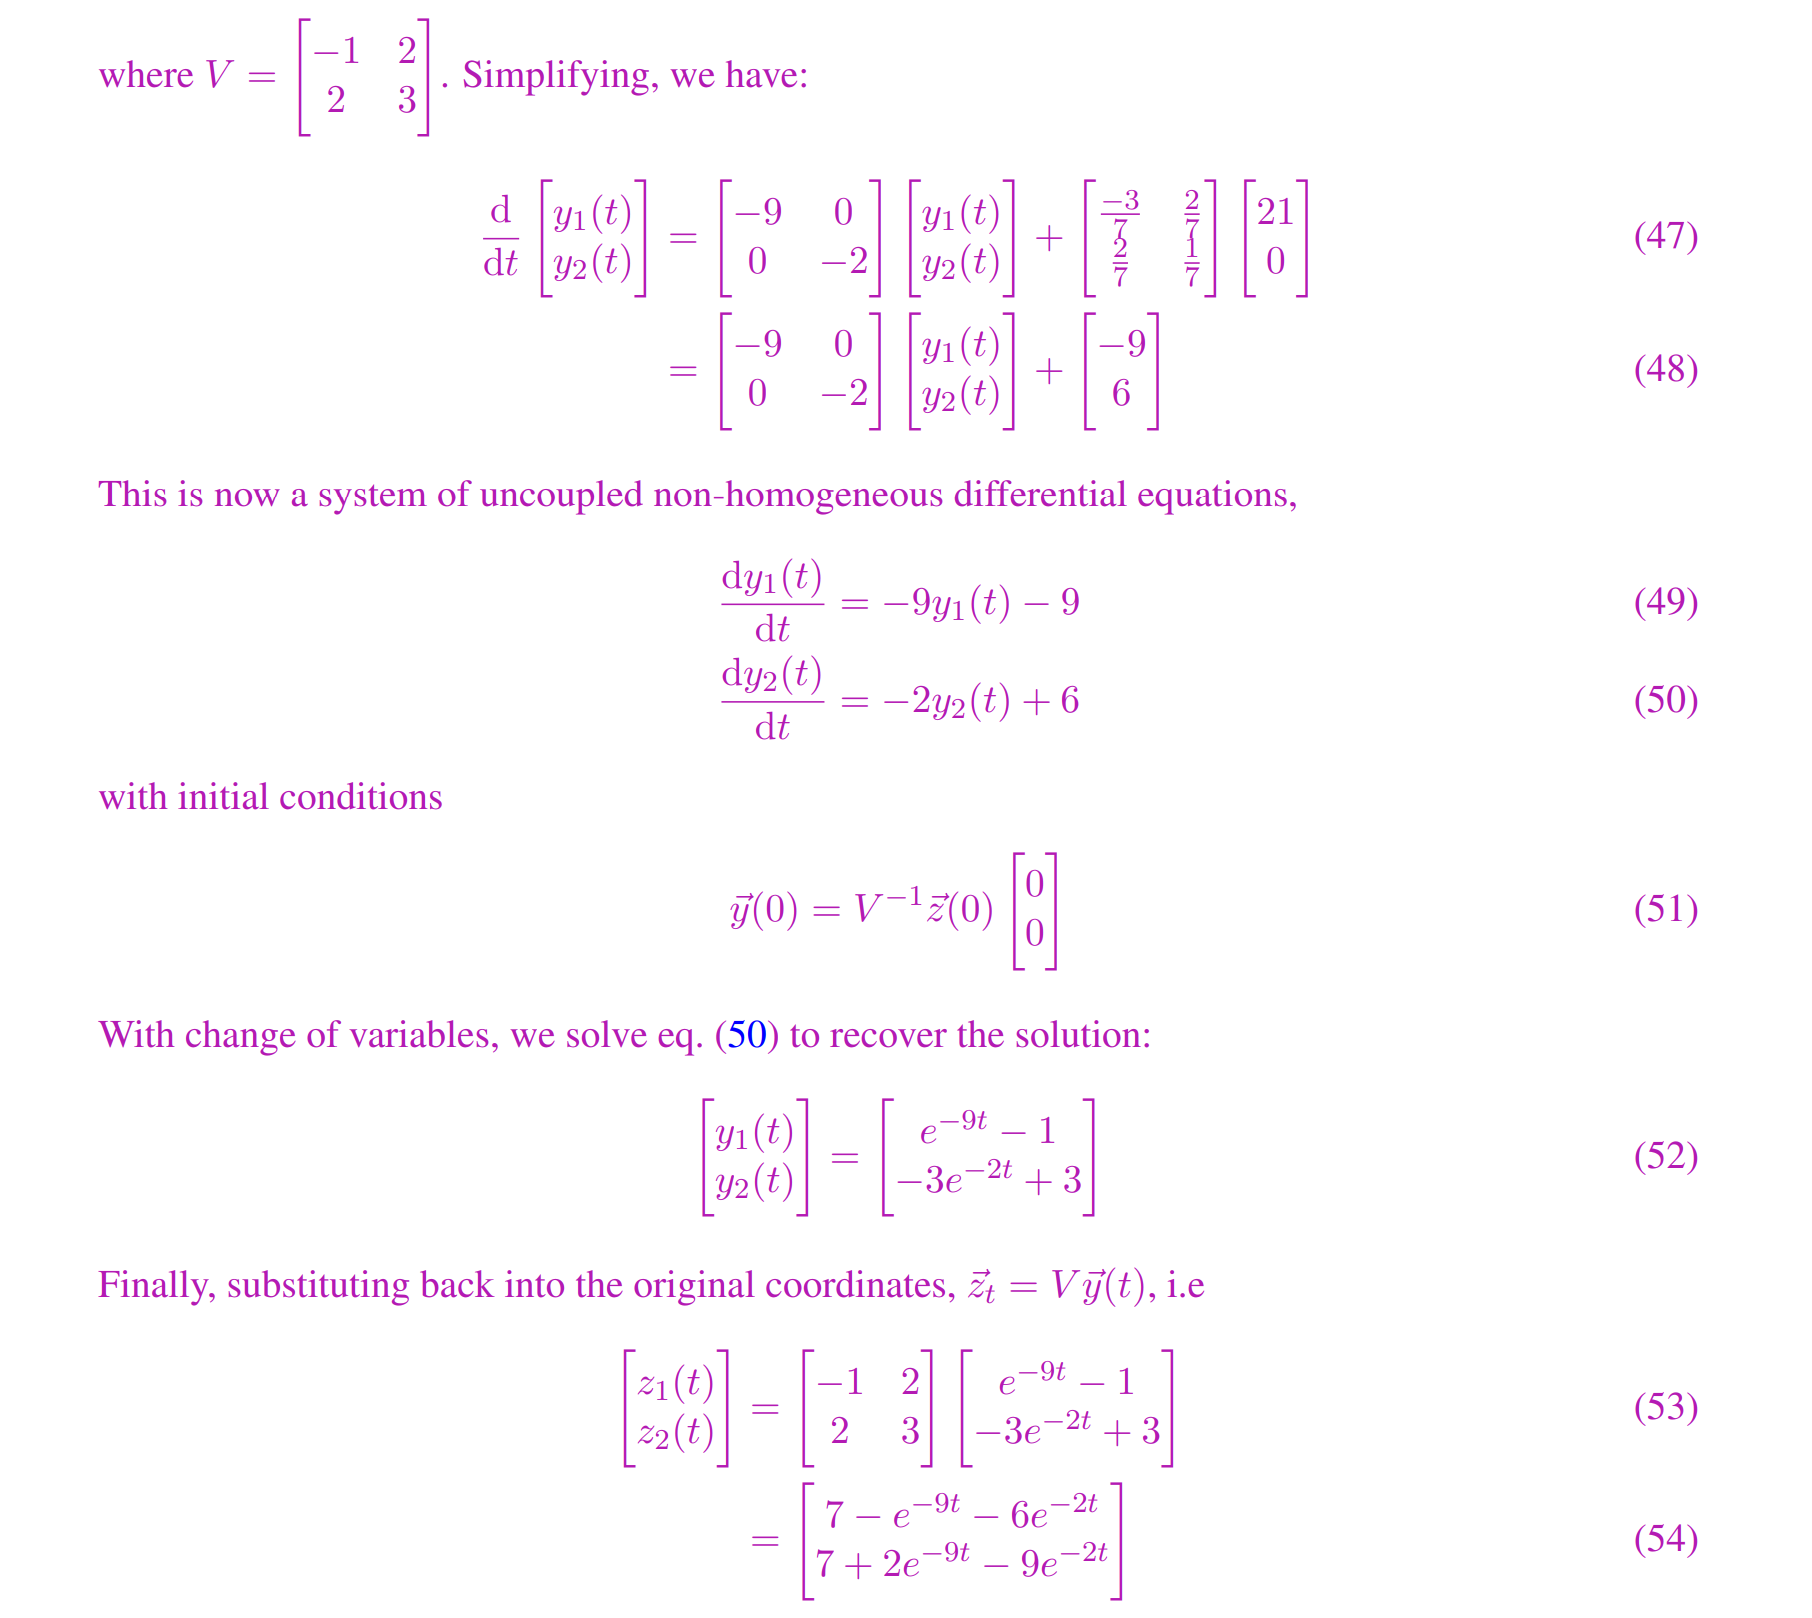 where $V = \begin{bmatrix} -1 & 2 \\ 2 & 3 \end{bmatrix}$. Simplifying, we have:
$\frac{\mathrm{d}}{\mathrm{d}t} \begin{bmatrix} y_1(t) \\ y_2(t) \end{bmatrix} = \begin{bmatrix} -9 & 0 \\ 0 & -2 \end{bmatrix} \begin{bmatrix} y_1(t) \\ y_2(t) \end{bmatrix} + \begin{bmatrix} \frac{-3}{7} & \frac{2}{7} \\ \frac{2}{7} & \frac{1}{7} \end{bmatrix} \begin{bmatrix} 21 \\ 0 \end{bmatrix}$ (47)
$= \begin{bmatrix} -9 & 0 \\ 0 & -2 \end{bmatrix} \begin{bmatrix} y_1(t) \\ y_2(t) \end{bmatrix} + \begin{bmatrix} -9 \\ 6 \end{bmatrix}$ (48)
This is now a system of uncoupled non-homogeneous differential equations,
$\frac{\mathrm{d}y_1(t)}{\mathrm{d}t} = -9y_1(t) - 9$ (49)
$\frac{\mathrm{d}y_2(t)}{\mathrm{d}t} = -2y_2(t) + 6$ (50)
with initial conditions
$\vec{y}(0) = V^{-1}\vec{z}(0) \begin{bmatrix} 0 \\ 0 \end{bmatrix}$ (51)
With change of variables, we solve eq. (50) to recover the solution:
$\begin{bmatrix} y_1(t) \\ y_2(t) \end{bmatrix} = \begin{bmatrix} e^{-9t} - 1 \\ -3e^{-2t} + 3 \end{bmatrix}$ (52)
Finally, substituting back into the original coordinates, $\vec{z}_t = V\vec{y}(t)$, i.e
$\begin{bmatrix} z_1(t) \\ z_2(t) \end{bmatrix} = \begin{bmatrix} -1 & 2 \\ 2 & 3 \end{bmatrix} \begin{bmatrix} e^{-9t} - 1 \\ -3e^{-2t} + 3 \end{bmatrix}$ (53)
$= \begin{bmatrix} 7 - e^{-9t} - 6e^{-2t} \\ 7 + 2e^{-9t} - 9e^{-2t} \end{bmatrix}$ (54)